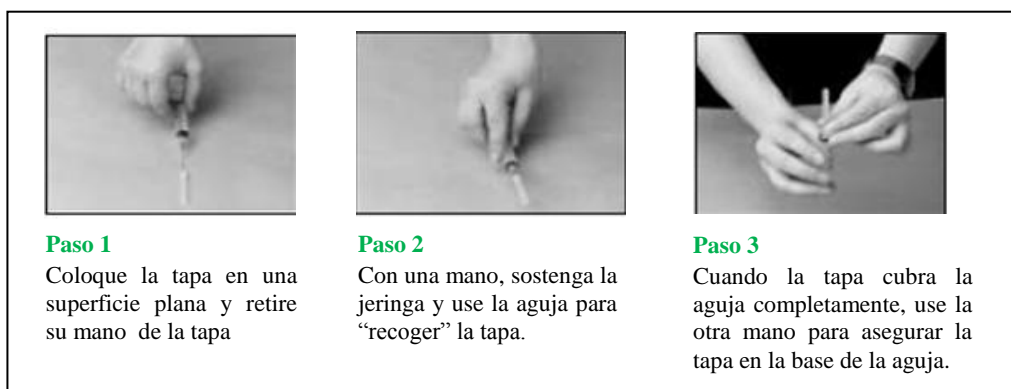 Paso 1
Coloque la tapa en una
superficie plana y retire
su mano de la tapa
Paso 2
Con una mano, sostenga la
jeringa y use la aguja para
“recoger” la tapa.
Paso 3
Cuando la tapa cubra la
aguja completamente, use la
otra mano para asegurar la
tapa en la base de la aguja.